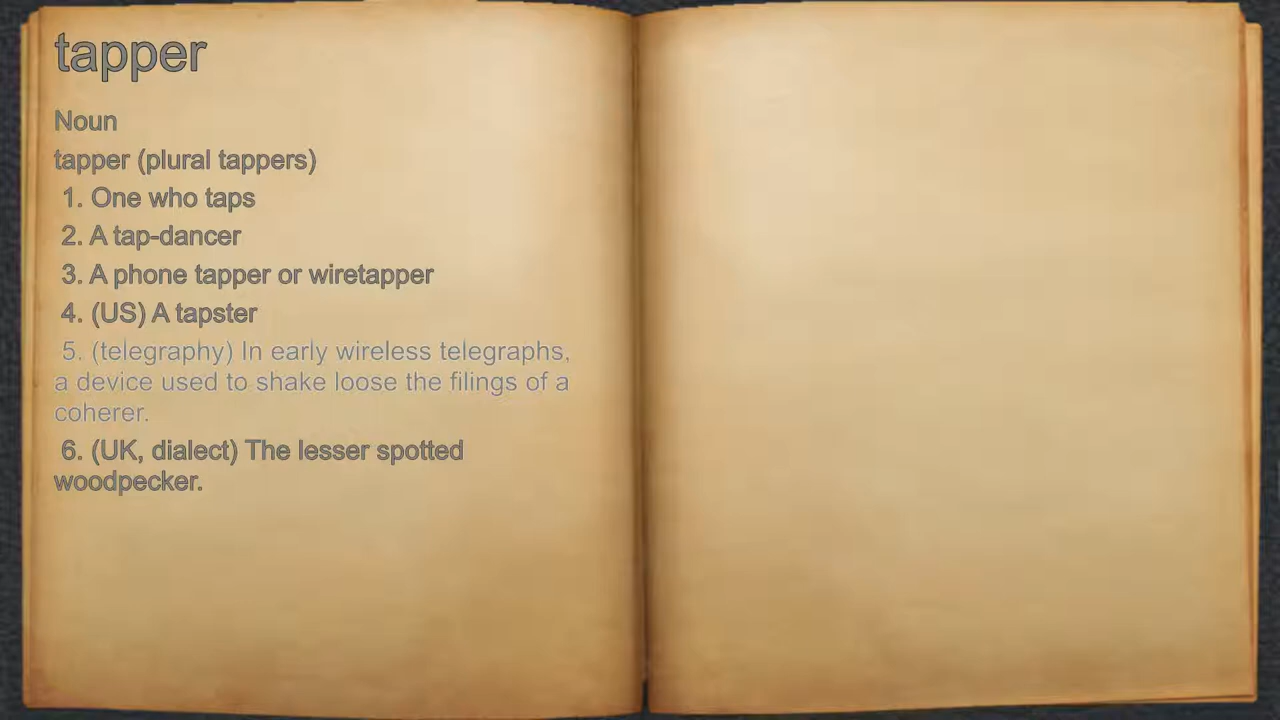 tapper
Noun
tapper (plural tappers)
1. One who taps
2. A tap-dancer
3. A phone tapper or wiretapper
4. (US) A tapster
5. (telegraphy) In early wireless telegraphs,
a device used to shake loose the filings of a
coherer.
6. (UK, dialect) The lesser spotted
woodpecker.